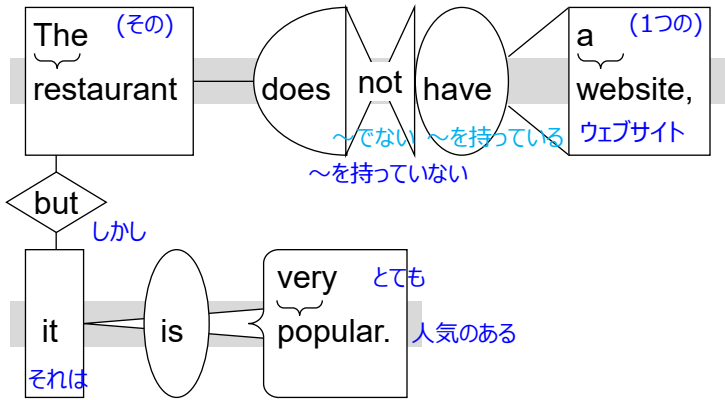 The (その)
restaurant does not have a website,
(1つの)
～でない ～を持っている ウェブサイト
～を持っていない
but
しかし
very とても
it is popular. 人気のある
それは